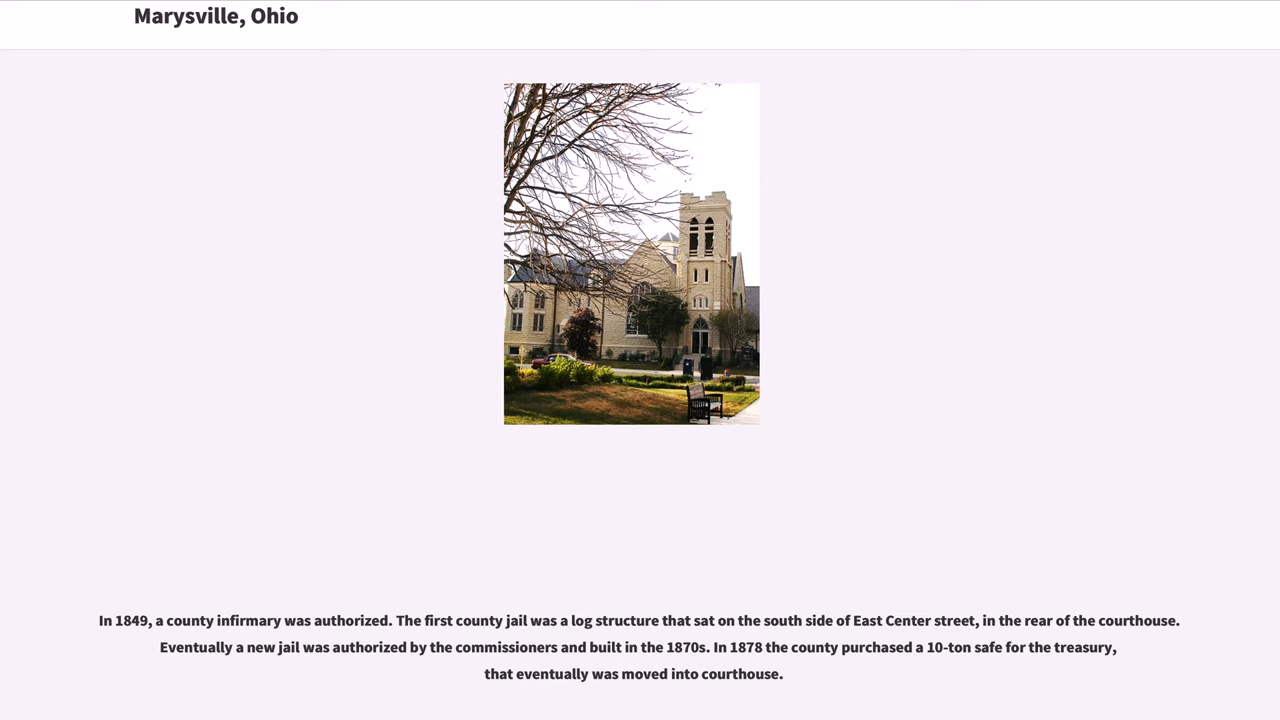 Marysville, Ohio
In 1849, a county infirmary was authorized. The first county jail was a log structure that sat on the south side of East Center street, in the rear of the courthouse.
Eventually a new jail was authorized by the commissioners and built in the 1870s. In 1878 the county purchased a 10-ton safe for the treasury,
that eventually was moved into courthouse.